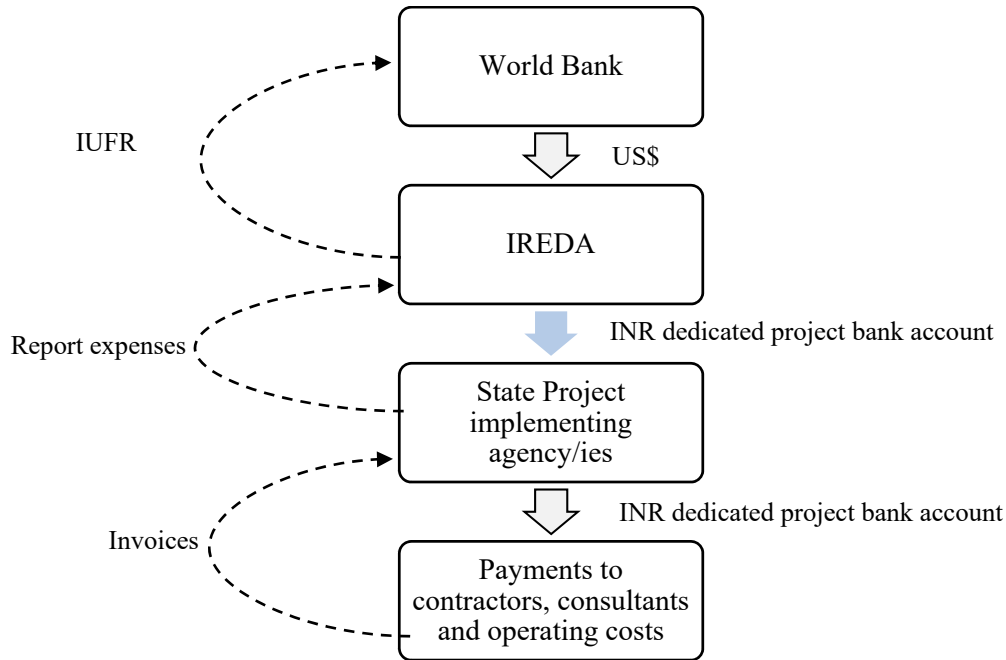 World Bank
IUFR
US$
IREDA
INR dedicated project bank account
Report expenses
State Project
implementing
agency/ies
INR dedicated project bank account
Invoices
Payments to
contractors, consultants
and operating costs